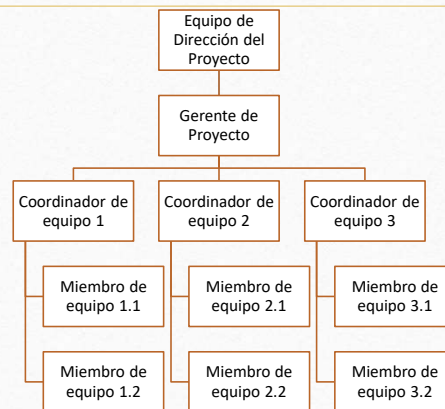 Equipo de
Dirección del
Proyecto
Gerente de
Proyecto
Coordinador de
equipo 1
Coordinador de
equipo 2
Coordinador de
equipo 3
Miembro de
equipo 1.1
Miembro de
equipo 2.1
Miembro de
equipo 3.1
Miembro de
equipo 1.2
Miembro de
equipo 2.2
Miembro de
equipo 3.2